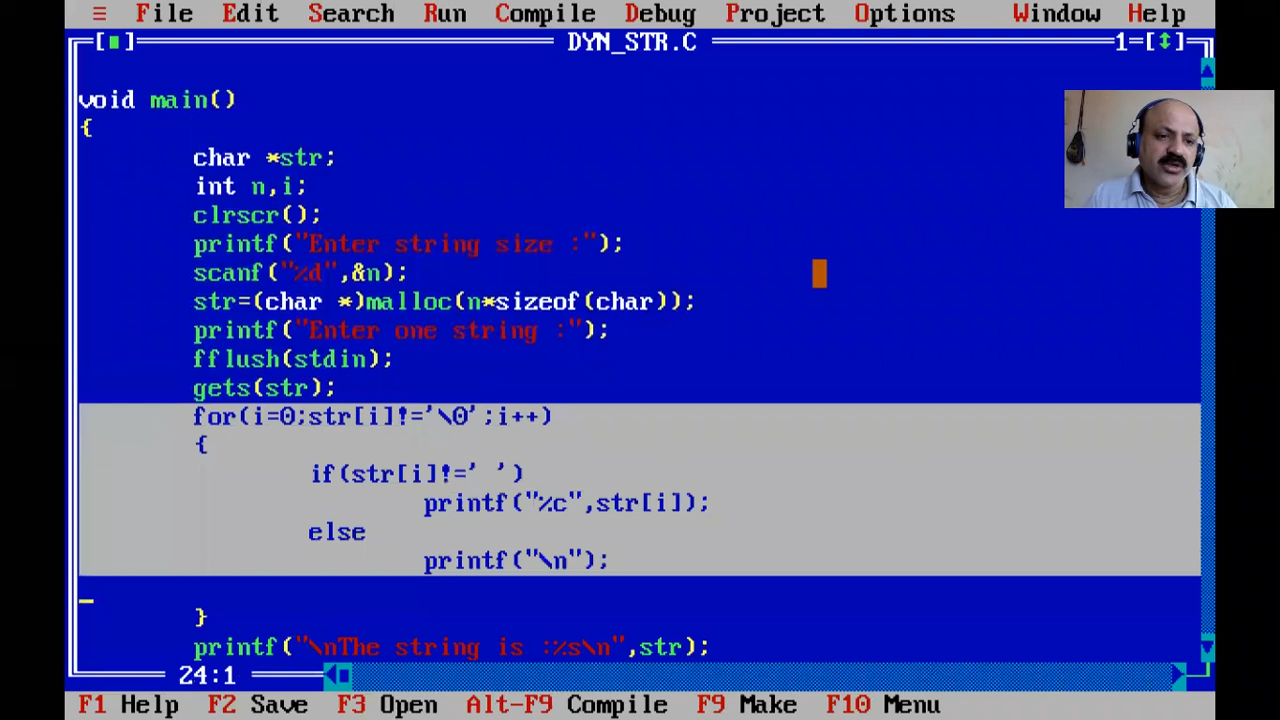 ≡ File Edit Search Run Compile Debug Project Options Window Help
[■] DYN_STR.C 1=[↕]
void main()
{
char *str;
int n,i;
clrscr();
printf("Enter string size :");
scanf("%d",&n);
str=(char *)malloc(n*sizeof(char));
printf("Enter one string :");
fflush(stdin);
gets(str);
for(i=0;str[i]!='\0';i++)
{
if(str[i]!=' ')
printf("%c",str[i]);
else
printf("\n");
}
printf("\nThe string is :%s\n",str);
24:1
F1 Help F2 Save F3 Open Alt-F9 Compile F9 Make F10 Menu